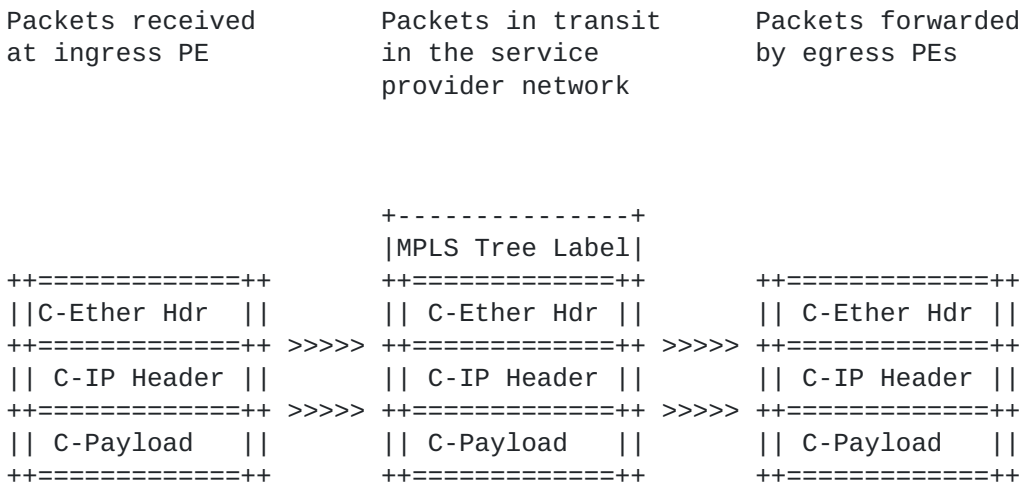 Packets received        Packets in transit      Packets forwarded
at ingress PE           in the service          by egress PEs
                        provider network

                        +---------------+
                        |MPLS Tree Label|
++=============++       ++=============++       ++=============++
||C-Ether Hdr  ||       || C-Ether Hdr ||       || C-Ether Hdr ||
++=============++ >>>>> ++=============++ >>>>> ++=============++
|| C-IP Header ||       || C-IP Header ||       || C-IP Header ||
++=============++ >>>>> ++=============++ >>>>> ++=============++
|| C-Payload   ||       || C-Payload   ||       || C-Payload   ||
++=============++       ++=============++       ++=============++